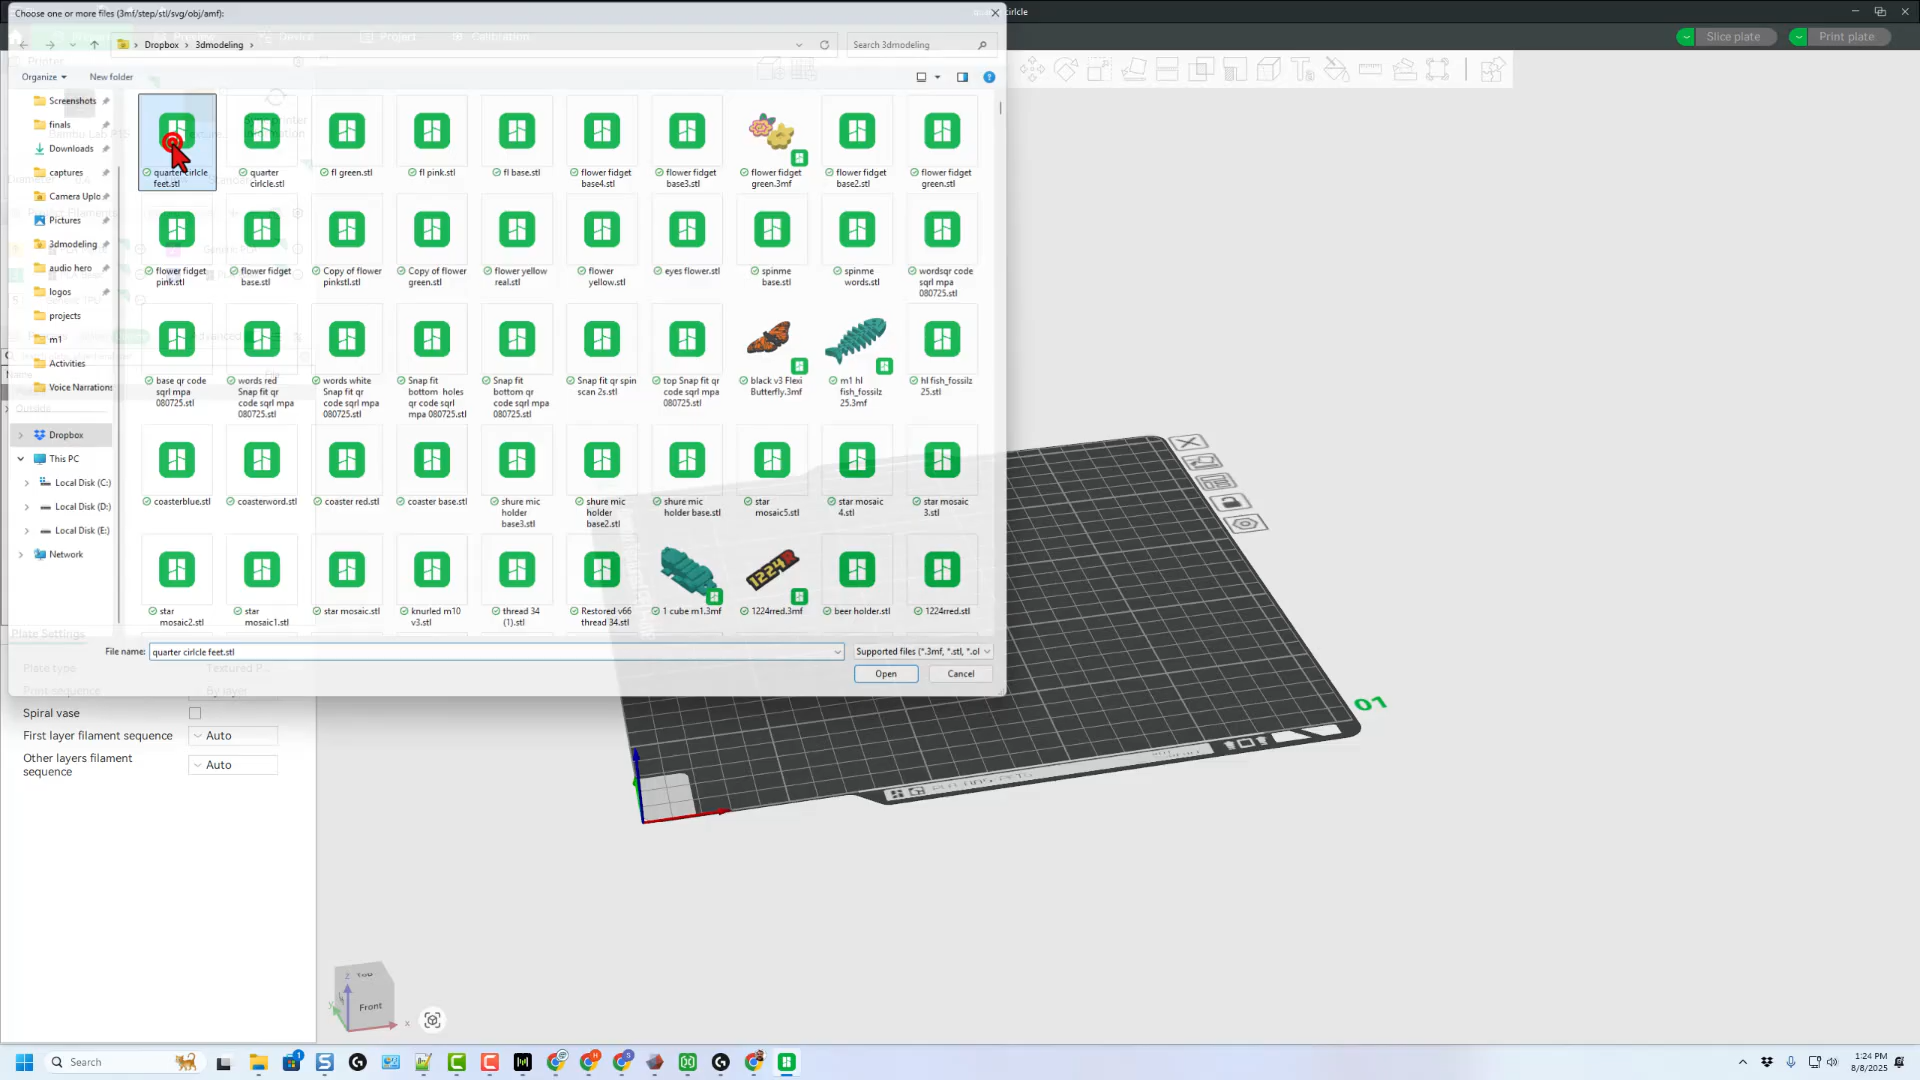 Choose one or more files (3mf/step/stl/svg/obj/amf):
Slice plate
Print plate
Dropbox
3dmodeling
Search 3dmodeling
Organize
New folder
Screenshots
finals
Downloads
captures
Camera Uplo
Pictures
3dmodeling
audio hero
logos
projects
m1
Activities
Voice Narrations
Dropbox
This PC
Local Disk (C:)
Local Disk (D:)
Local Disk (E:)
Network
quarter cirlcle feet.stl
quarter cirlcle.stl
fl green.stl
fl pink.stl
fl base.stl
flower fidget base4.stl
flower fidget base3.stl
flower fidget green.3mf
flower fidget base2.stl
flower fidget green.stl
flower fidget pink.stl
flower fidget base.stl
Copy of flower pinkstl.stl
Copy of flower green.stl
flower yellow real.stl
flower yellow.stl
eyes flower.stl
spinme base.stl
spinme words.stl
wordsqr code sqrl mpa 080725.stl
base qr code sqrl mpa 080725.stl
words red Snap fit qr code sqrl mpa 080725.stl
words white Snap fit qr code sqrl mpa 080725.stl
Snap fit bottom holes qr code sqrl mpa 080725.stl
Snap fit bottom qr code sqrl mpa 080725.stl
Snap fit qr spin scan 2s.stl
top Snap fit qr code sqrl mpa 080725.stl
black v3 Flexi Butterfly.3mf
m1 hl fish_fossilz 25.3mf
hl fish_fossilz 25.stl
coasterblue.stl
coasterword.stl
coaster red.stl
coaster base.stl
shure mic holder base3.stl
shure mic holder base2.stl
shure mic holder base.stl
star mosaic5.stl
star mosaic 4.stl
star mosaic 3.stl
star mosaic2.stl
star mosaic1.stl
star mosaic.stl
knurled m10 v3.stl
thread 34 (1).stl
Restored v66 thread 34.stl
1 cube m1.3mf
1224rred.3mf
beer holder.stl
1224rred.stl
File name:
quarter cirlcle feet.stl
Supported files (*.3mf, *.stl, *.ol
Open
Cancel
Plate Settings
Plate type
Textured P...
Print sequence
By layer
Spiral vase
First layer filament sequence
Auto
Other layers filament sequence
Auto
01
Top
Front
Search
1:24 PM
8/8/2025